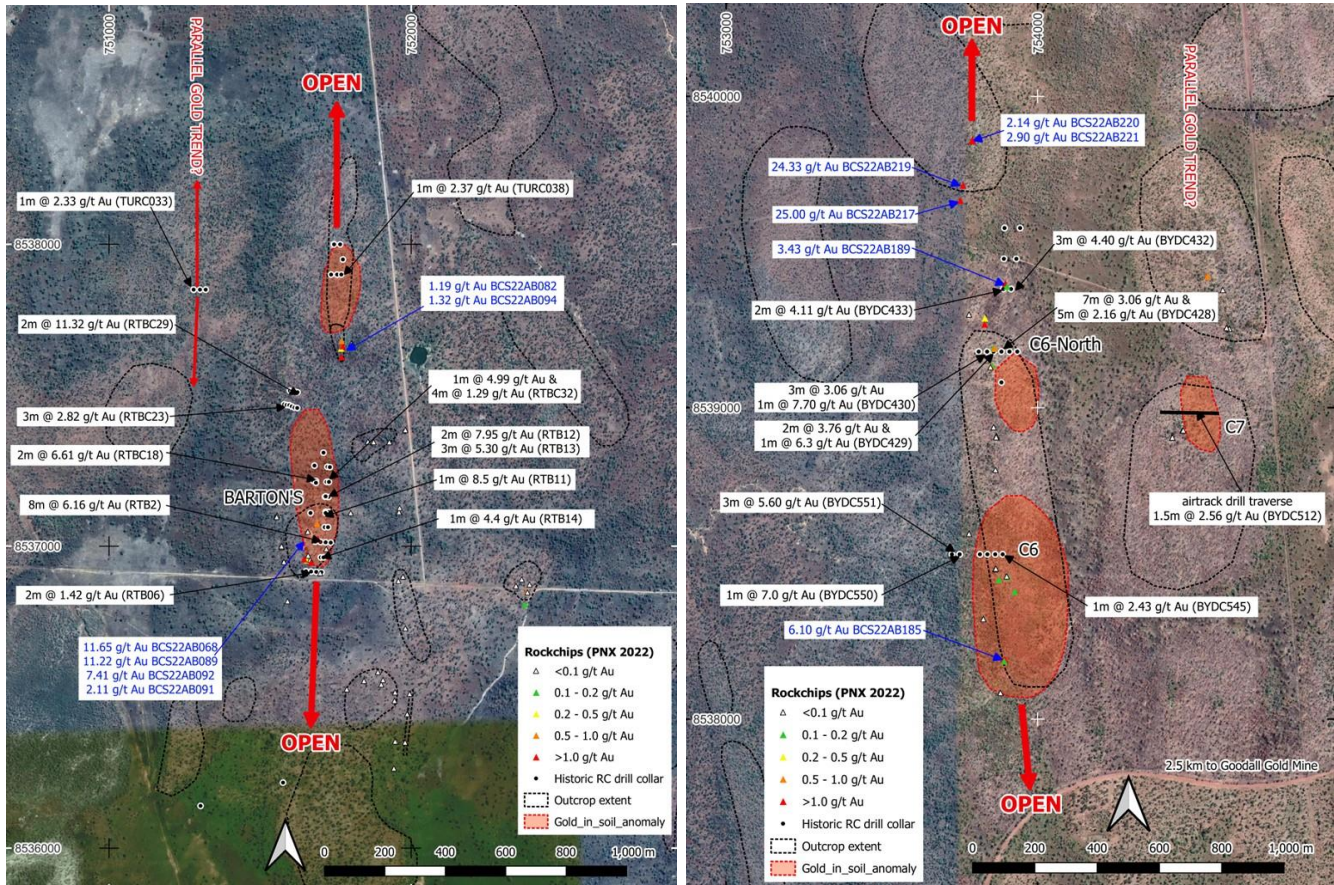 751000
752000
PARALLEL GOLD TREND?
OPEN
1m @ 2.37 g/t Au (TURC038)
1m @ 2.33 g/t Au (TURC033)
8538000
1.19 g/t Au BCS22AB082
1.32 g/t Au BCS22AB094
2m @ 11.32 g/t Au (RTBC29)
1m @ 4.99 g/t Au &
4m @ 1.29 g/t Au (RTBC32)
3m @ 2.82 g/t Au (RTBC23)
2m @ 7.95 g/t Au (RTB12)
3m @ 5.30 g/t Au (RTB13)
2m @ 6.61 g/t Au (RTBC18)
1m @ 8.5 g/t Au (RTB11)
BARTON'S
8m @ 6.16 g/t Au (RTB2)
1m @ 4.4 g/t Au (RTB14)
8537000
2m @ 1.42 g/t Au (RTB06)
11.65 g/t Au BCS22AB068
11.22 g/t Au BCS22AB089
7.41 g/t Au BCS22AB092
2.11 g/t Au BCS22AB091
OPEN
Rockchips (PNX 2022)
<0.1 g/t Au
0.1 - 0.2 g/t Au
0.2 - 0.5 g/t Au
0.5 - 1.0 g/t Au
>1.0 g/t Au
Historic RC drill collar
Outcrop extent
Gold_in_soil_anomaly
8536000
0 200 400 600 800 1,000 m
753000
754000
OPEN
8540000
PARALLEL GOLD TREND?
2.14 g/t Au BCS22AB220
2.90 g/t Au BCS22AB221
24.33 g/t Au BCS22AB219
25.00 g/t Au BCS22AB217
3.43 g/t Au BCS22AB189
3m @ 4.40 g/t Au (BYDC432)
2m @ 4.11 g/t Au (BYDC433)
7m @ 3.06 g/t Au &
5m @ 2.16 g/t Au (BYDC428)
C6-North
3m @ 3.06 g/t Au
1m @ 7.70 g/t Au (BYDC430)
8539000
2m @ 3.76 g/t Au &
1m @ 6.3 g/t Au (BYDC429)
C7
airtrack drill traverse
1.5m @ 2.56 g/t Au (BYDC512)
3m @ 5.60 g/t Au (BYDC551)
C6
1m @ 7.0 g/t Au (BYDC550)
1m @ 2.43 g/t Au (BYDC545)
6.10 g/t Au BCS22AB185
8538000
Rockchips (PNX 2022)
<0.1 g/t Au
0.1 - 0.2 g/t Au
0.2 - 0.5 g/t Au
0.5 - 1.0 g/t Au
>1.0 g/t Au
Historic RC drill collar
Outcrop extent
Gold_in_soil_anomaly
2.5 km to Goodall Gold Mine
OPEN
0 200 400 600 800 1,000 m